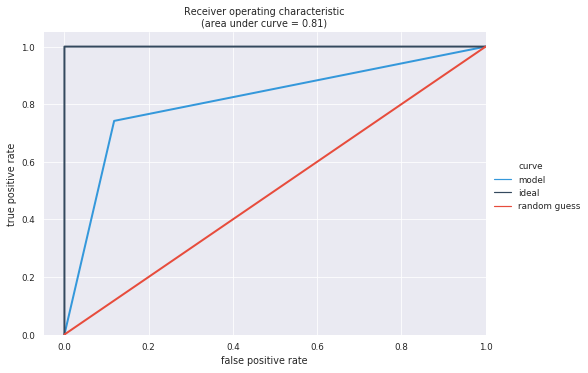 Receiver operating characteristic
(area under curve = 0.81)
1.0
0.8
0.6
0.4
0.2
0.0
true positive rate
0.0
0.2
0.4
0.6
0.8
1.0
false positive rate
curve
model
ideal
random guess